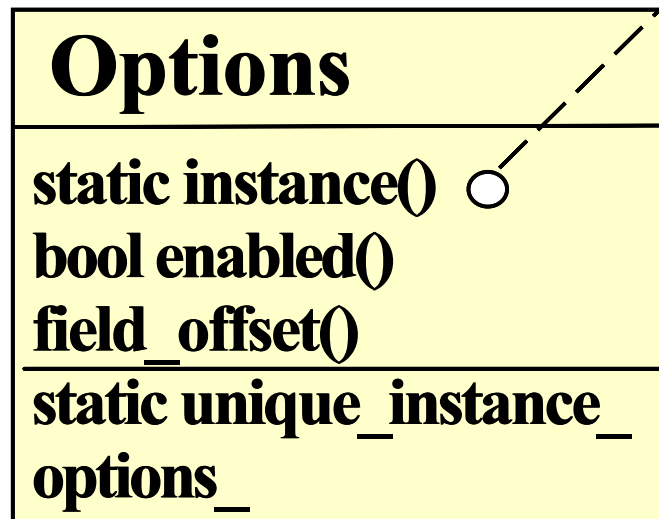 Options
static instance()
bool enabled()
field_offset()
static unique_instance_
options_